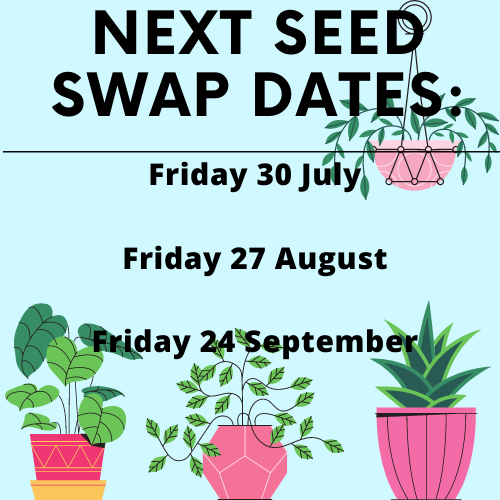 NEXT SEED
SWAP DATES:
Friday 30 July
Friday 27 August
Friday 24 September